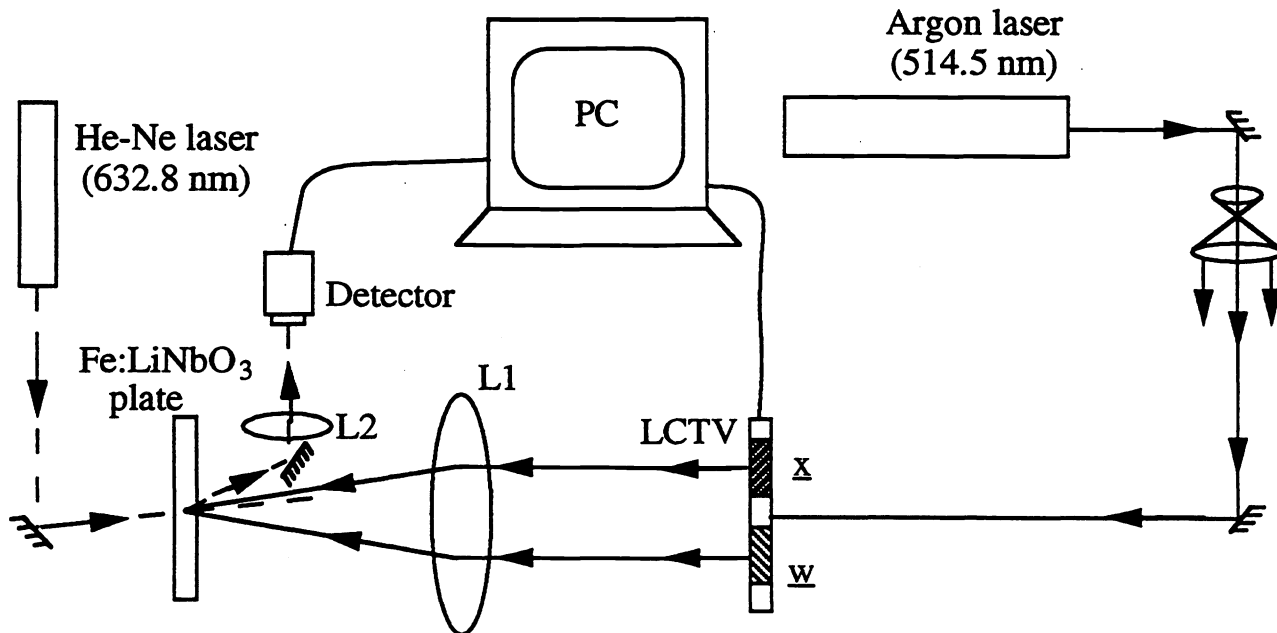 Argon laser
(514.5 nm)
PC
He-Ne laser
(632.8 nm)
Detector
Fe:LiNbO₃
plate
L1
L2
LCTV
x
w